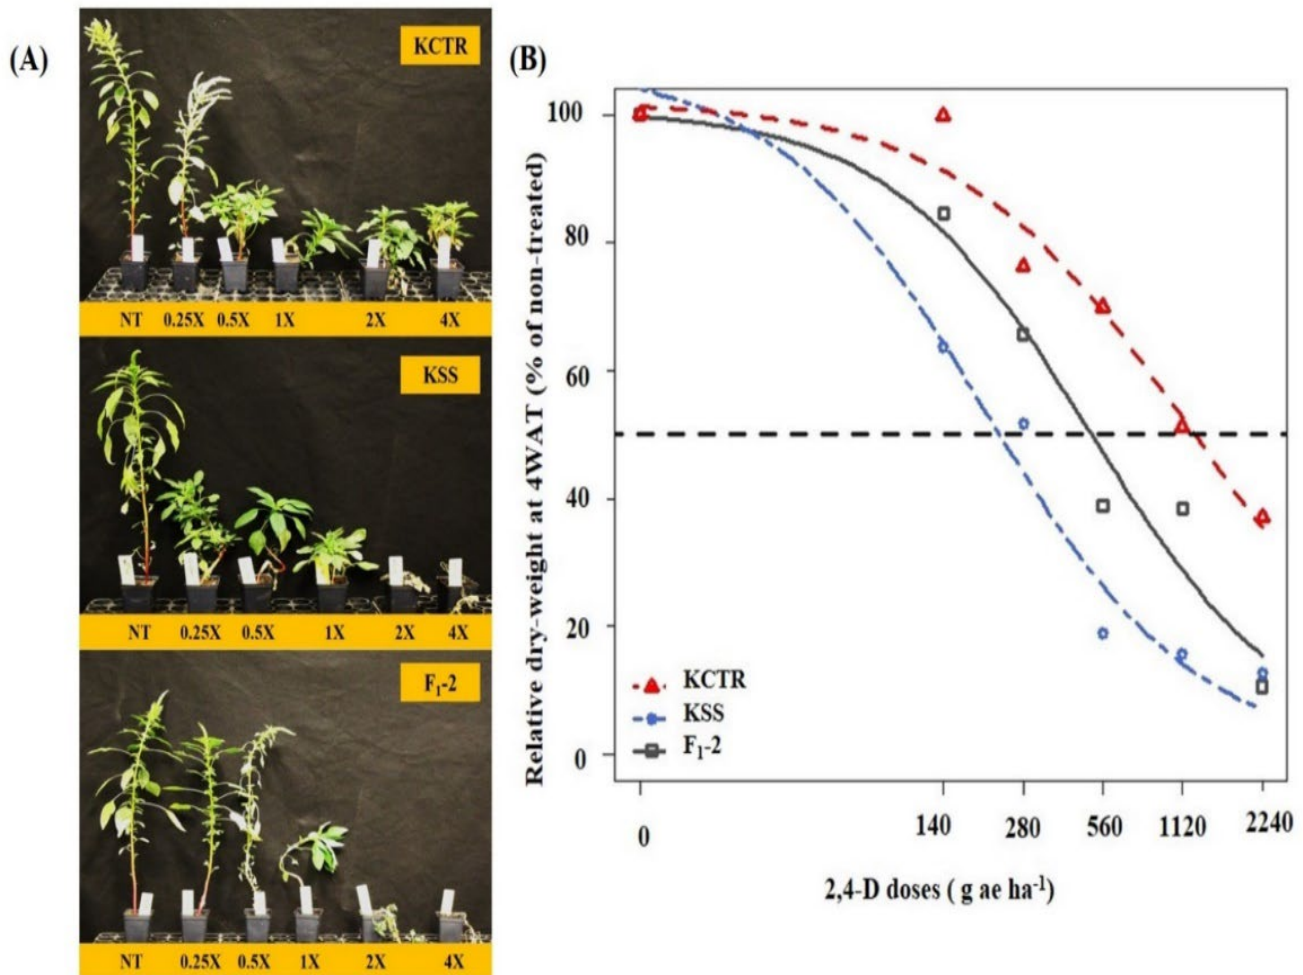 (A)
KCTR
NT 0.25X 0.5X 1X 2X 4X
KSS
NT 0.25X 0.5X 1X 2X 4X
F₁-2
NT 0.25X 0.5X 1X 2X 4X
(B)
Relative dry-weight at 4WAT (% of non-treated)
100
80
60
40
20
0
KCTR
KSS
F₁-2
0 140 280 560 1120 2240
2,4-D doses ( g ae ha⁻¹)